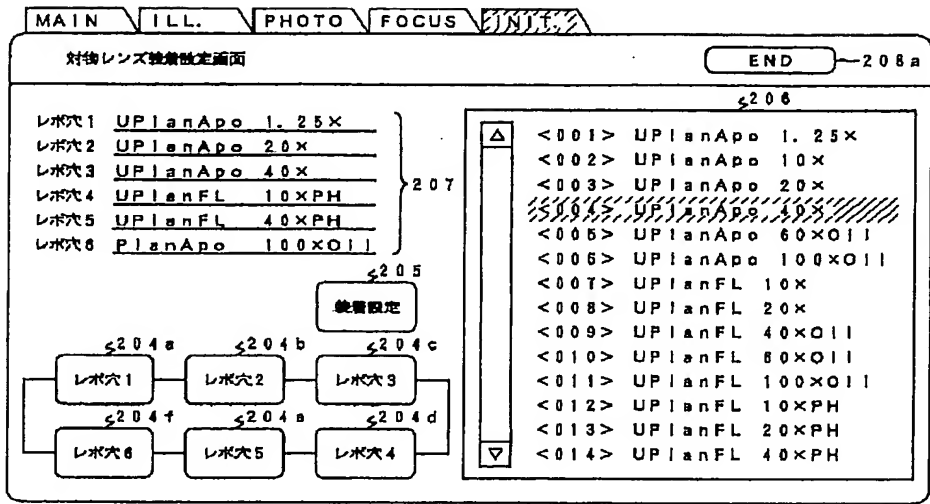 MAIN ILL. PHOTO FOCUS INIT.
対物レンズ装着設定画面 END 208a
206
レボ穴1 UPlanApo 1.25×
レボ穴2 UPlanApo 20×
レボ穴3 UPlanApo 40×
レボ穴4 UPlanFL 10×PH
レボ穴5 UPlanFL 40×PH
レボ穴6 PlanApo 100×Oil
207
205
装着設定
204a 204b 204c
レボ穴1 レボ穴2 レボ穴3
204f 204e 204d
レボ穴6 レボ穴5 レボ穴4
△
<001> UPlanApo 1.25×
<002> UPlanApo 10×
<003> UPlanApo 20×
<004> UPlanApo 40×
<005> UPlanApo 60×Oil
<006> UPlanApo 100×Oil
<007> UPlanFL 10×
<008> UPlanFL 20×
<009> UPlanFL 40×Oil
<010> UPlanFL 60×Oil
<011> UPlanFL 100×Oil
<012> UPlanFL 10×PH
<013> UPlanFL 20×PH
<014> UPlanFL 40×PH
▽